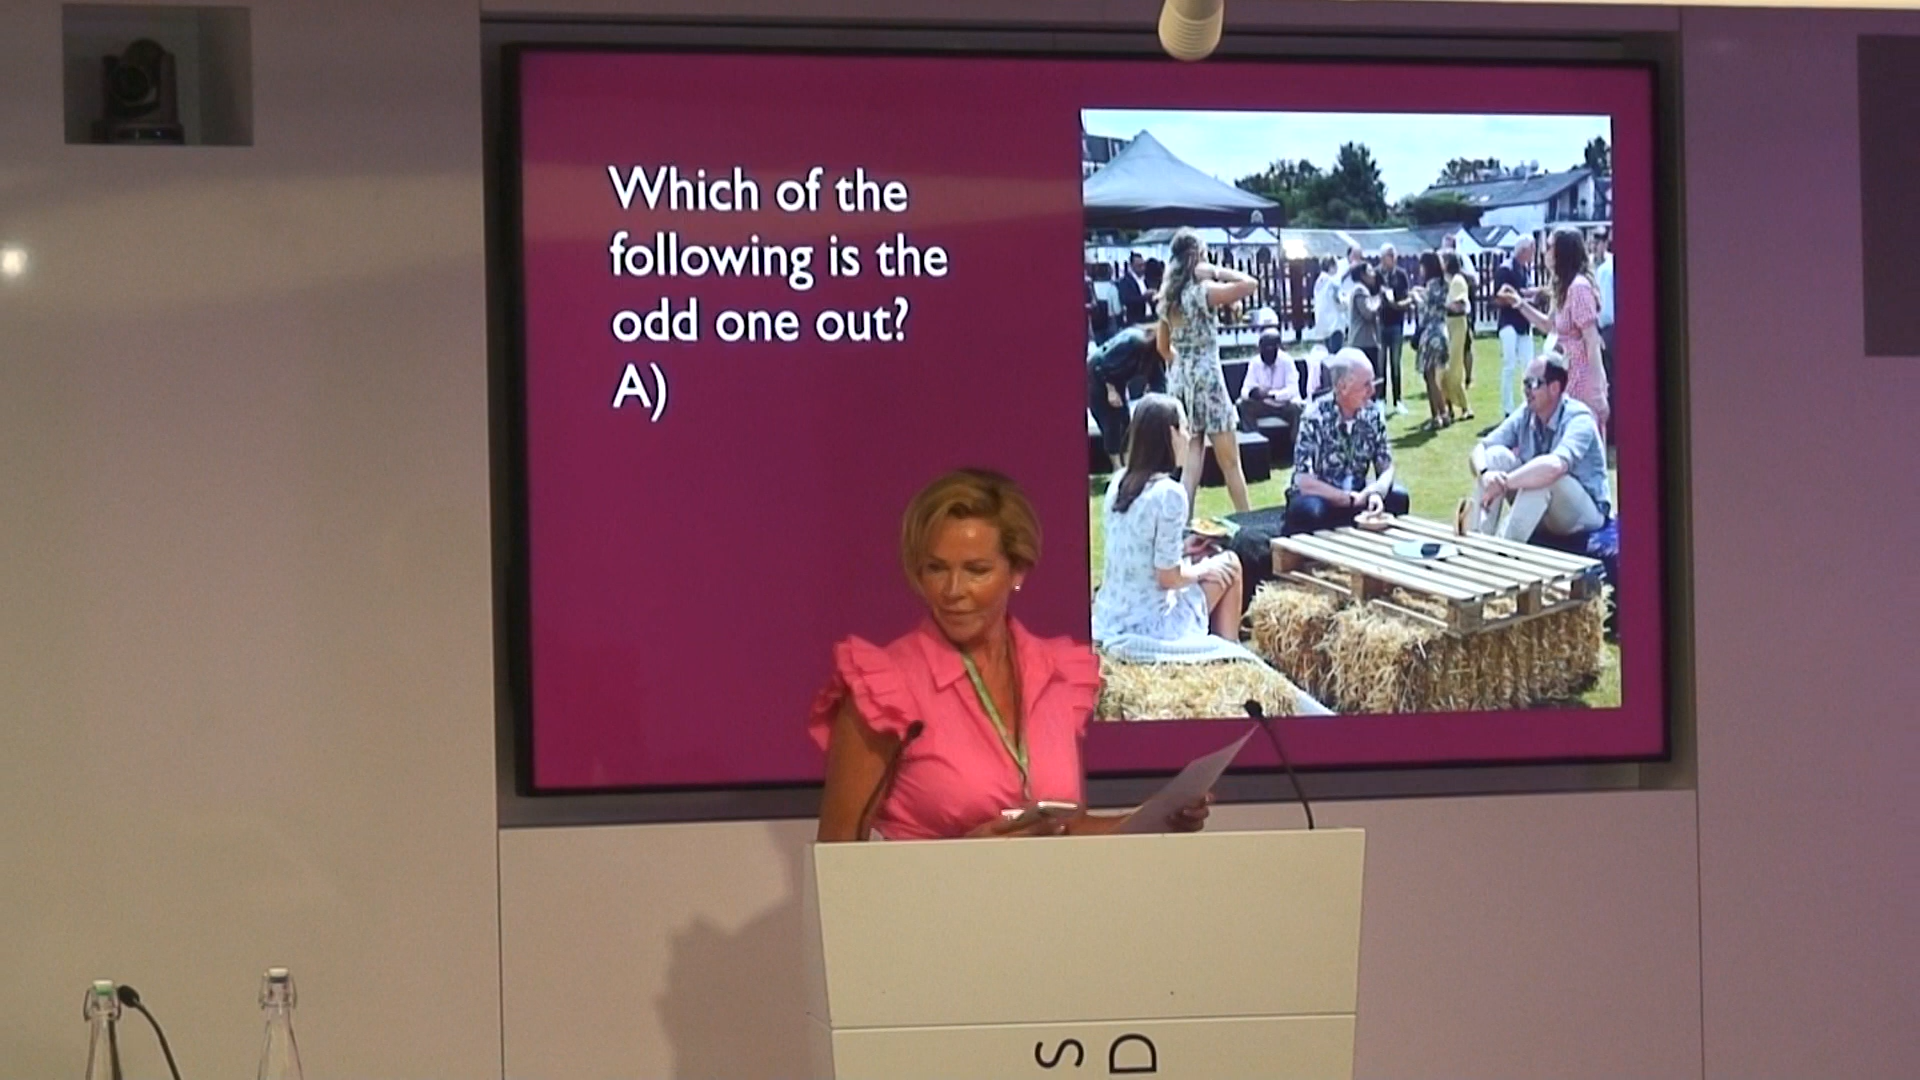 Which of the
following is the
odd one out?
A)
S
D